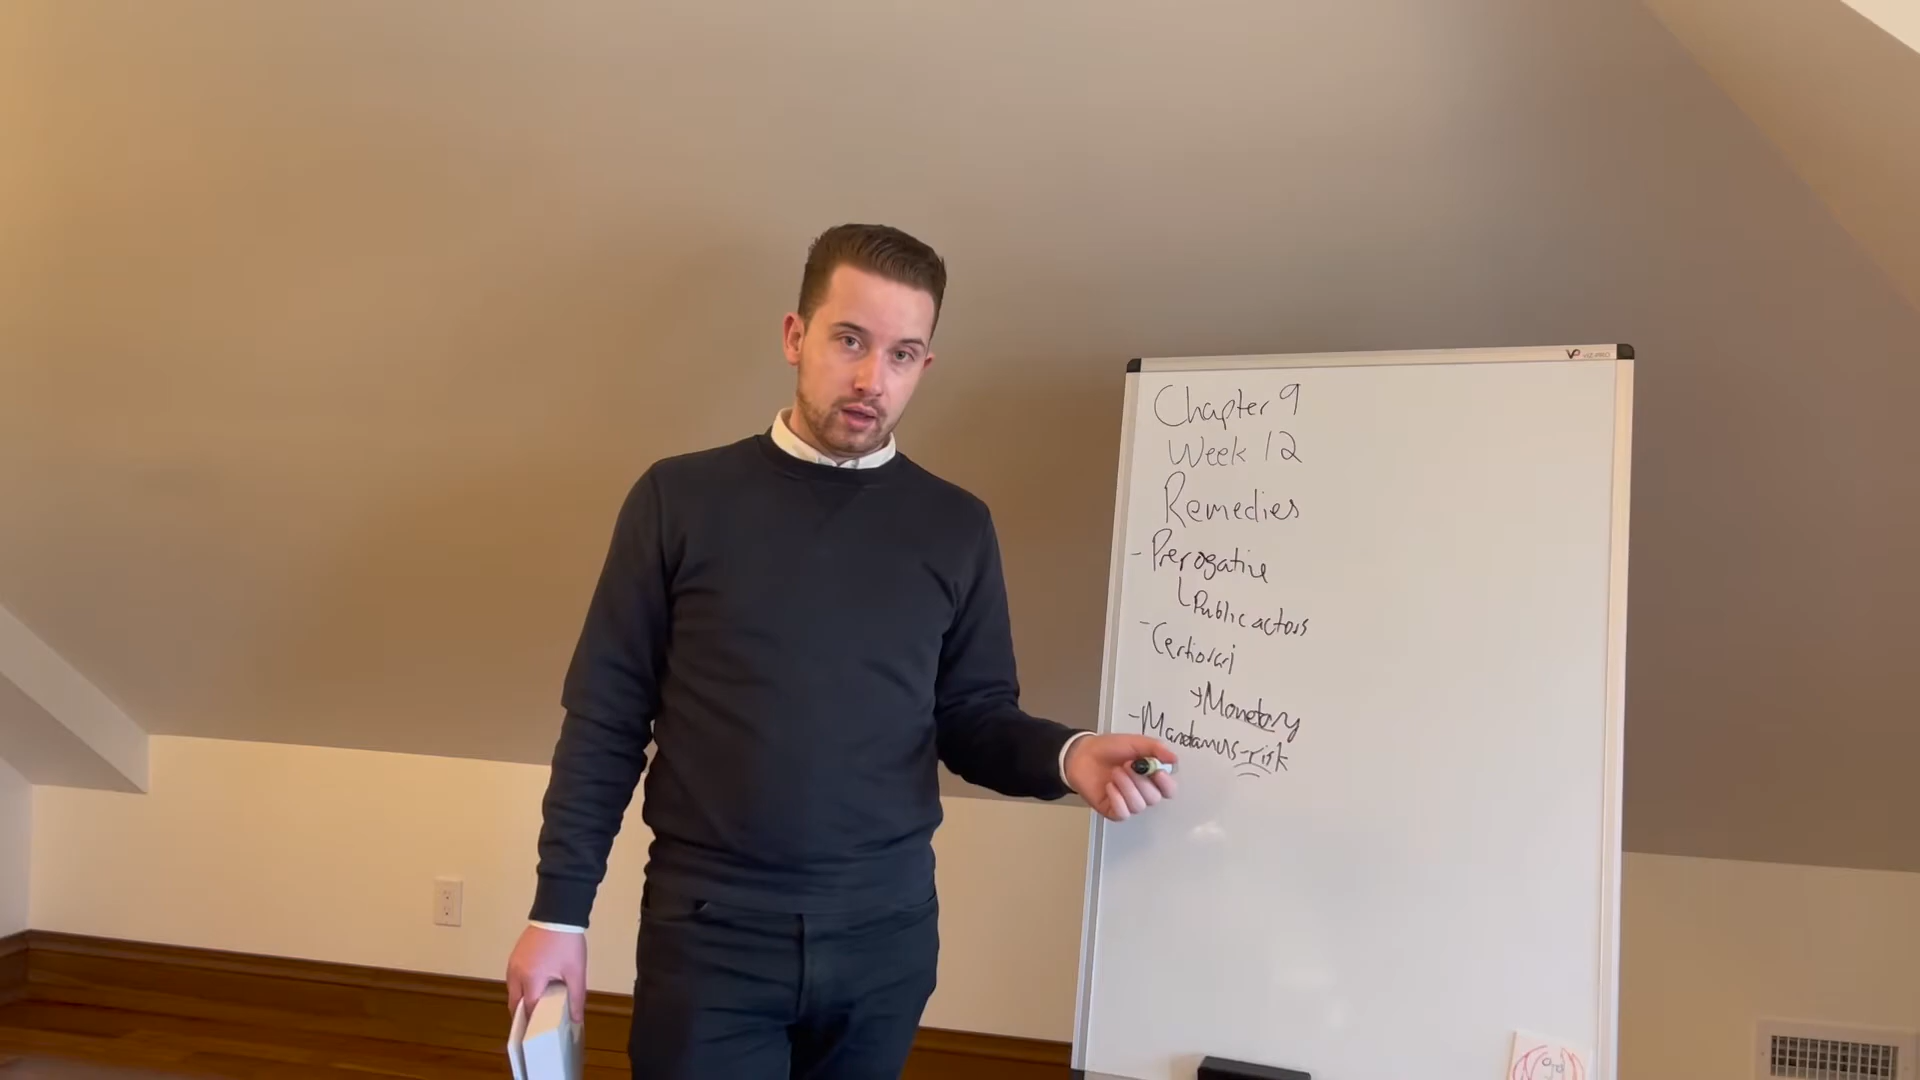 Chapter 9
Week 12
Remedies
- Prerogative
Public actors
- Certiorari
→ Monetary
- Mandamus - risk